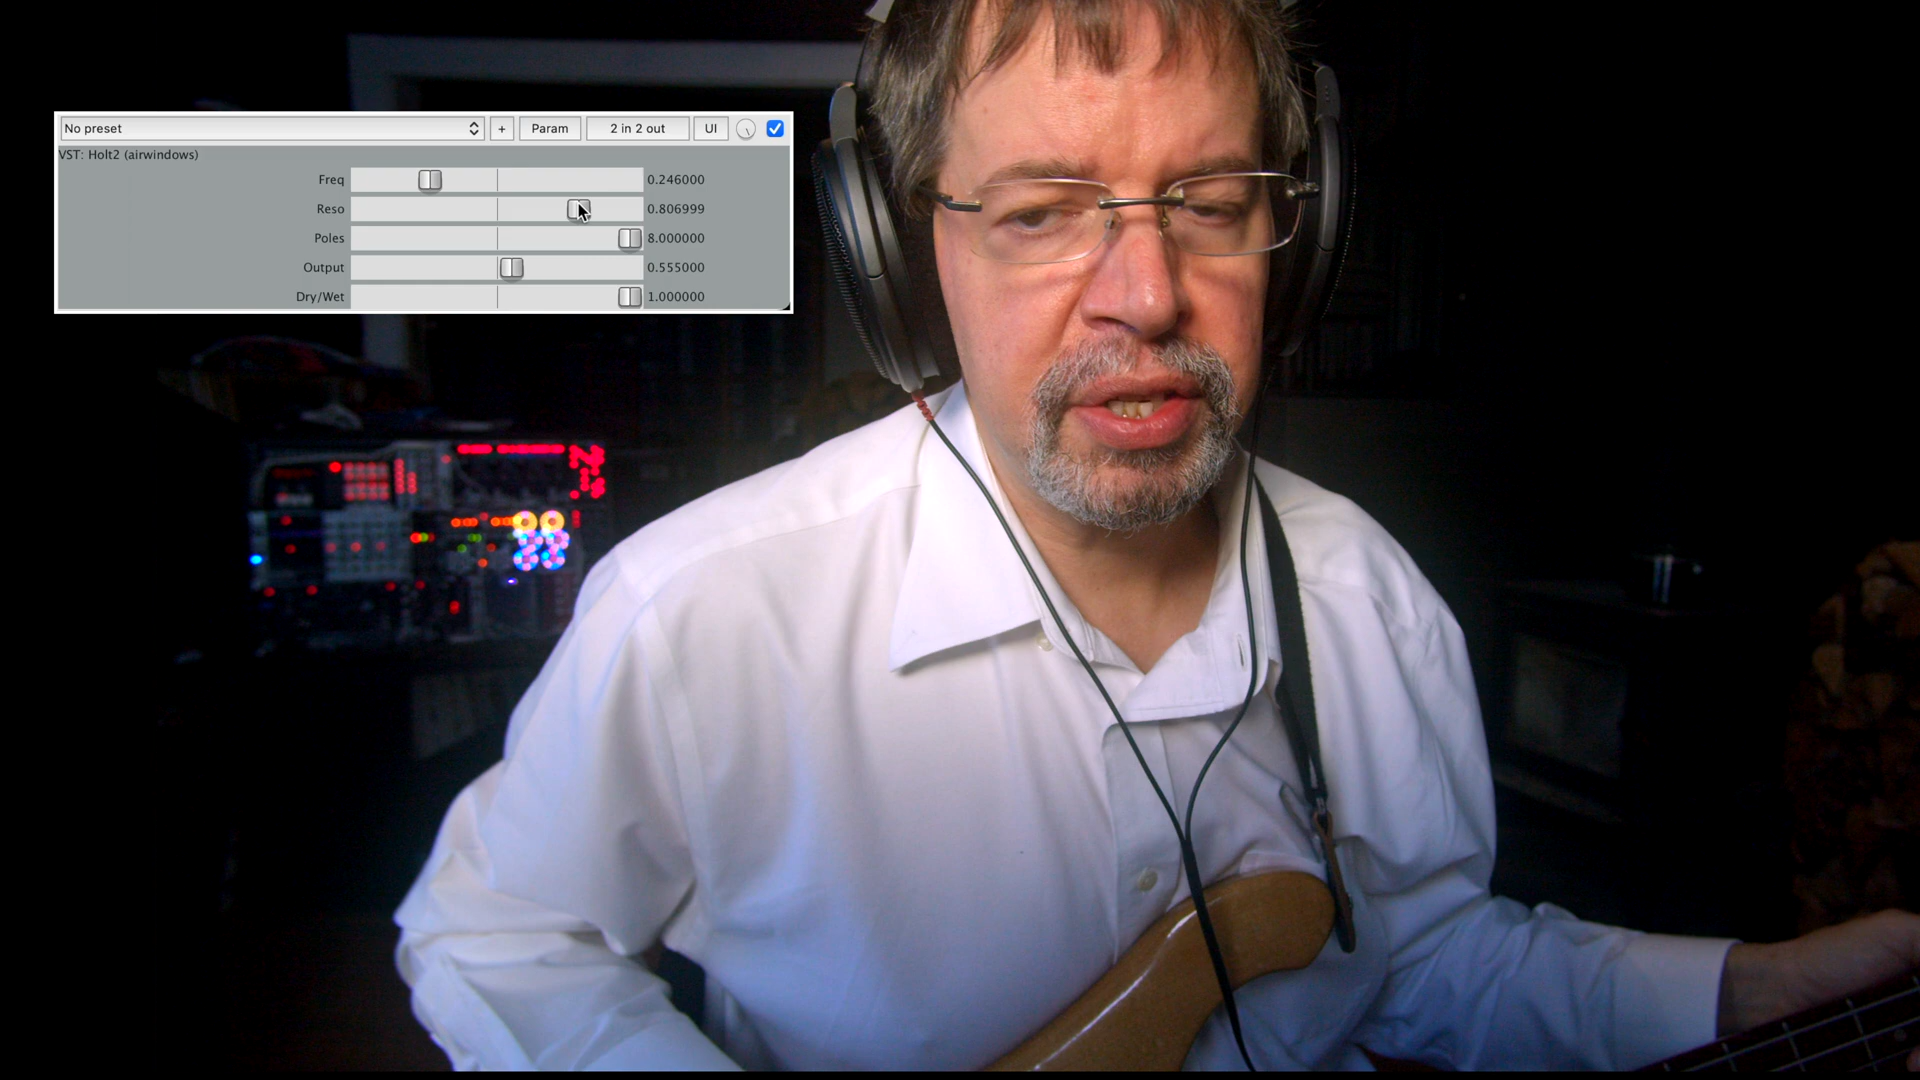 No preset + Param 2 in 2 out UI
VST: Holt2 (airwindows)
Freq 0.246000
Reso 0.806999
Poles 8.000000
Output 0.555000
Dry/Wet 1.000000